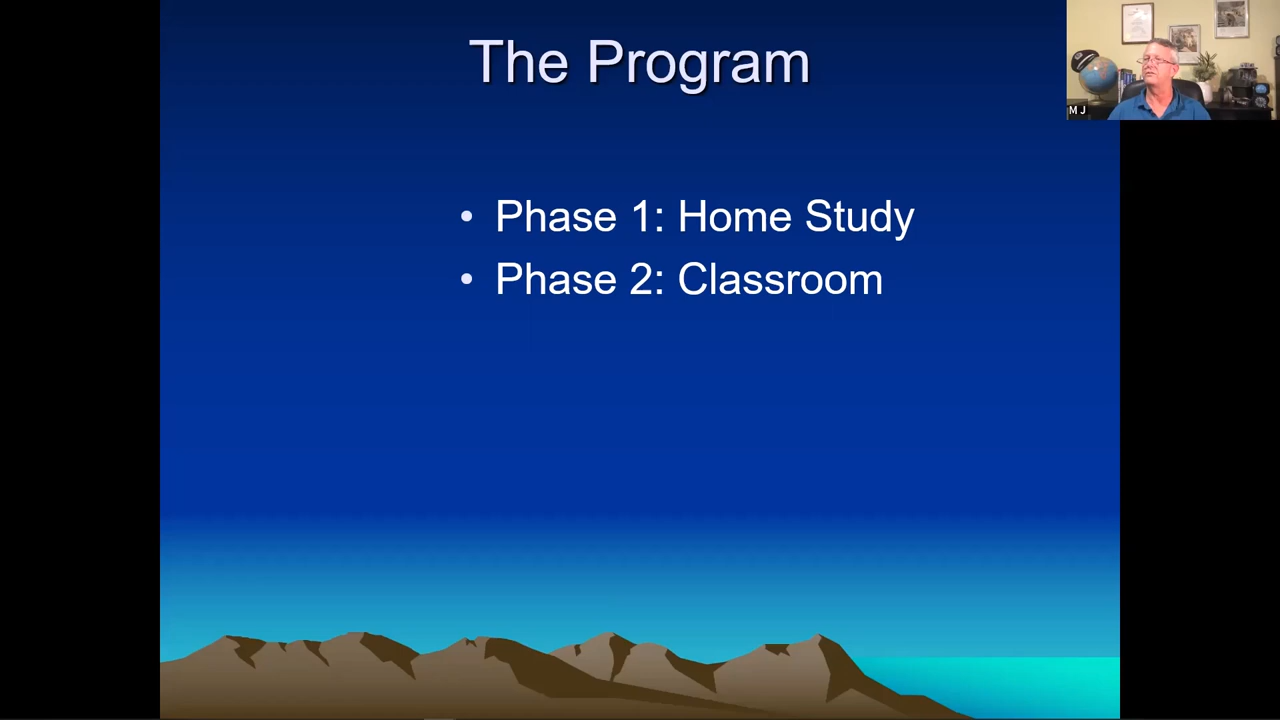 The Program
M J
• Phase 1: Home Study
• Phase 2: Classroom